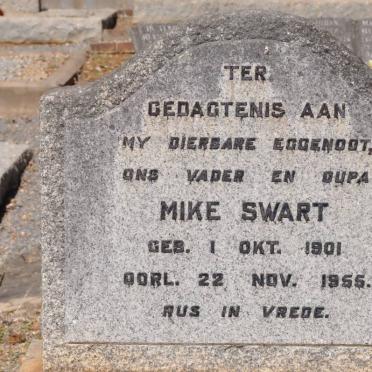 TER
GEDAGTENIS AAN
MY DIERBARE EGGENOOT,
ONS VADER EN OUPA
MIKE SWART
GEB. 1 OKT. 1901
OORL. 22 NOV. 1955.
RUS IN VREDE.